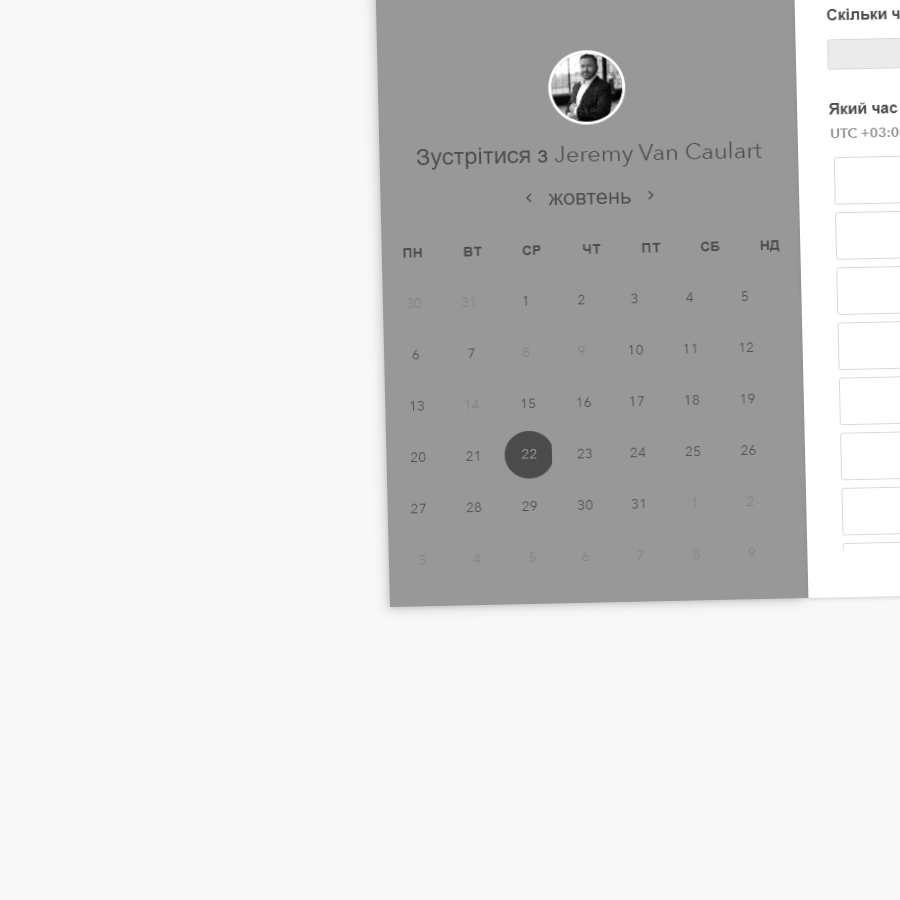 Зустрітися з Jeremy Van Caulart
жовтень
ПН ВТ СР ЧТ ПТ СБ НД
30 31 1 2 3 4 5
6 7 8 9 10 11 12
13 14 15 16 17 18 19
20 21 22 23 24 25 26
27 28 29 30 31 1 2
3 4 5 6 7 8 9
Скільки
Який час
UTC +03:0